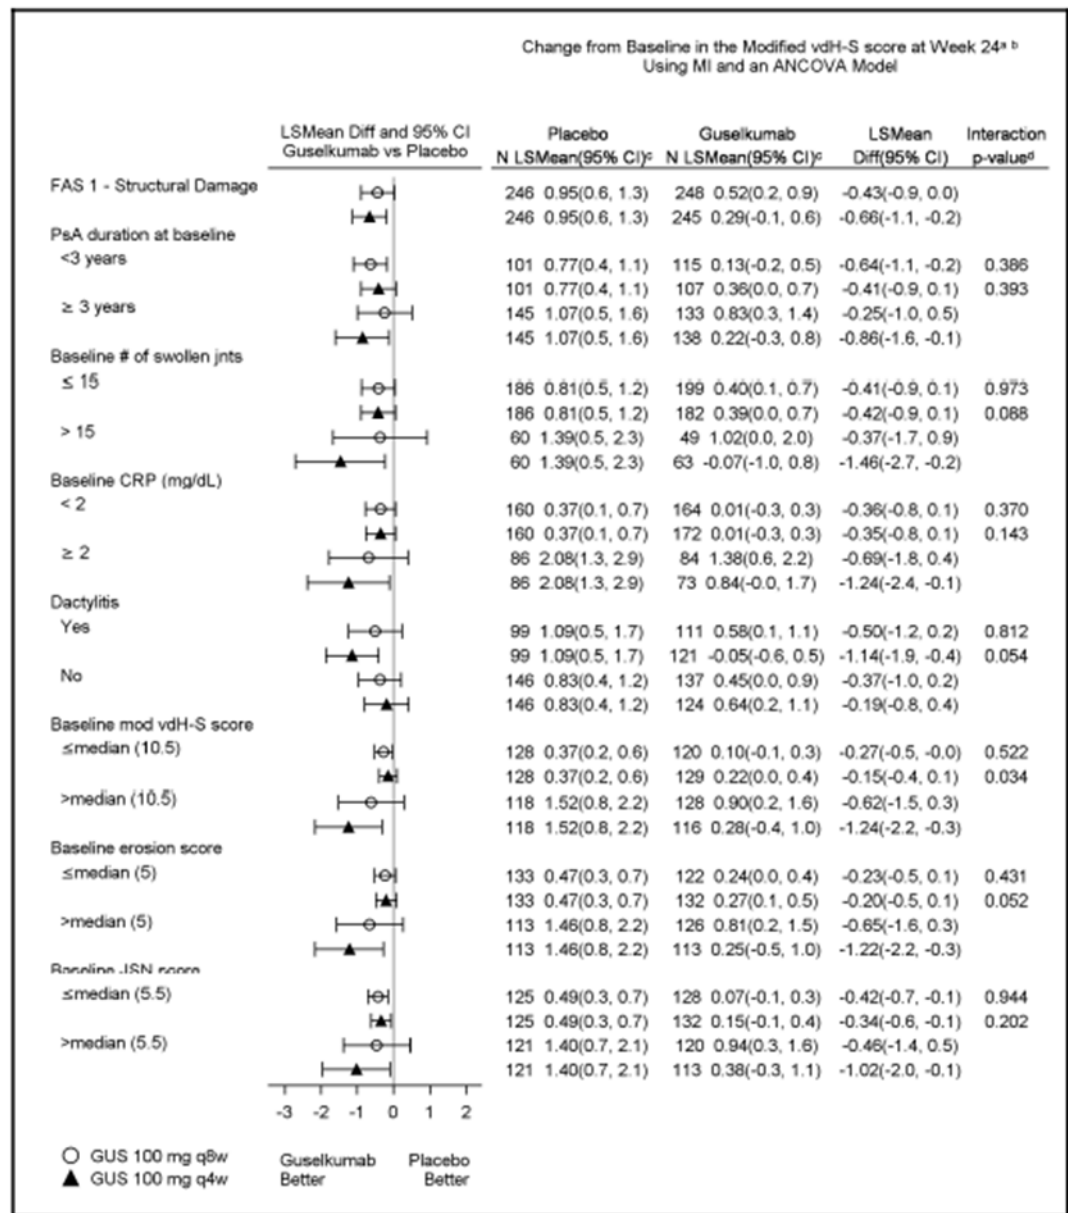 Change from Baseline in the Modified vdH-S score at Week 24ᵃ ᵇ
Using MI and an ANCOVA Model
LSMean Diff and 95% CI Placebo Guselkumab LSMean Interaction
Guselkumab vs Placebo N LSMean(95% CI)ᶜ N LSMean(95% CI)ᶜ Diff(95% CI) p-valueᵈ
FAS 1 - Structural Damage 246 0.95(0.6, 1.3) 248 0.52(0.2, 0.9) -0.43(-0.9, 0.0)
246 0.95(0.6, 1.3) 245 0.29(-0.1, 0.6) -0.66(-1.1, -0.2)
PsA duration at baseline
<3 years 101 0.77(0.4, 1.1) 115 0.13(-0.2, 0.5) -0.64(-1.1, -0.2) 0.386
101 0.77(0.4, 1.1) 107 0.36(0.0, 0.7) -0.41(-0.9, 0.1) 0.393
≥ 3 years 145 1.07(0.5, 1.6) 133 0.83(0.3, 1.4) -0.25(-1.0, 0.5)
145 1.07(0.5, 1.6) 138 0.22(-0.3, 0.8) -0.86(-1.6, -0.1)
Baseline # of swollen jnts
≤ 15 186 0.81(0.5, 1.2) 199 0.40(0.1, 0.7) -0.41(-0.9, 0.1) 0.973
186 0.81(0.5, 1.2) 182 0.39(0.0, 0.7) -0.42(-0.9, 0.1) 0.088
> 15 60 1.39(0.5, 2.3) 49 1.02(0.0, 2.0) -0.37(-1.7, 0.9)
60 1.39(0.5, 2.3) 63 -0.07(-1.0, 0.8) -1.46(-2.7, -0.2)
Baseline CRP (mg/dL)
< 2 160 0.37(0.1, 0.7) 164 0.01(-0.3, 0.3) -0.36(-0.8, 0.1) 0.370
160 0.37(0.1, 0.7) 172 0.01(-0.3, 0.3) -0.35(-0.8, 0.1) 0.143
≥ 2 86 2.08(1.3, 2.9) 84 1.38(0.6, 2.2) -0.69(-1.8, 0.4)
86 2.08(1.3, 2.9) 73 0.84(-0.0, 1.7) -1.24(-2.4, -0.1)
Dactylitis
Yes 99 1.09(0.5, 1.7) 111 0.58(0.1, 1.1) -0.50(-1.2, 0.2) 0.812
99 1.09(0.5, 1.7) 121 -0.05(-0.6, 0.5) -1.14(-1.9, -0.4) 0.054
No 146 0.83(0.4, 1.2) 137 0.45(0.0, 0.9) -0.37(-1.0, 0.2)
146 0.83(0.4, 1.2) 124 0.64(0.2, 1.1) -0.19(-0.8, 0.4)
Baseline mod vdH-S score
≤median (10.5) 128 0.37(0.2, 0.6) 120 0.10(-0.1, 0.3) -0.27(-0.5, -0.0) 0.522
128 0.37(0.2, 0.6) 129 0.22(0.0, 0.4) -0.15(-0.4, 0.1) 0.034
>median (10.5) 118 1.52(0.8, 2.2) 128 0.90(0.2, 1.6) -0.62(-1.5, 0.3)
118 1.52(0.8, 2.2) 116 0.28(-0.4, 1.0) -1.24(-2.2, -0.3)
Baseline erosion score
≤median (5) 133 0.47(0.3, 0.7) 122 0.24(0.0, 0.4) -0.23(-0.5, 0.1) 0.431
133 0.47(0.3, 0.7) 132 0.27(0.1, 0.5) -0.20(-0.5, 0.1) 0.052
>median (5) 113 1.46(0.8, 2.2) 126 0.81(0.2, 1.5) -0.65(-1.6, 0.3)
113 1.46(0.8, 2.2) 113 0.25(-0.5, 1.0) -1.22(-2.2, -0.3)
Baseline JSN score
≤median (5.5) 125 0.49(0.3, 0.7) 128 0.07(-0.1, 0.3) -0.42(-0.7, -0.1) 0.944
125 0.49(0.3, 0.7) 132 0.15(-0.1, 0.4) -0.34(-0.6, -0.1) 0.202
>median (5.5) 121 1.40(0.7, 2.1) 120 0.94(0.3, 1.6) -0.46(-1.4, 0.5)
121 1.40(0.7, 2.1) 113 0.38(-0.3, 1.1) -1.02(-2.0, -0.1)
-3 -2 -1 0 1 2
GUS 100 mg q8w Guselkumab Placebo
GUS 100 mg q4w Better Better